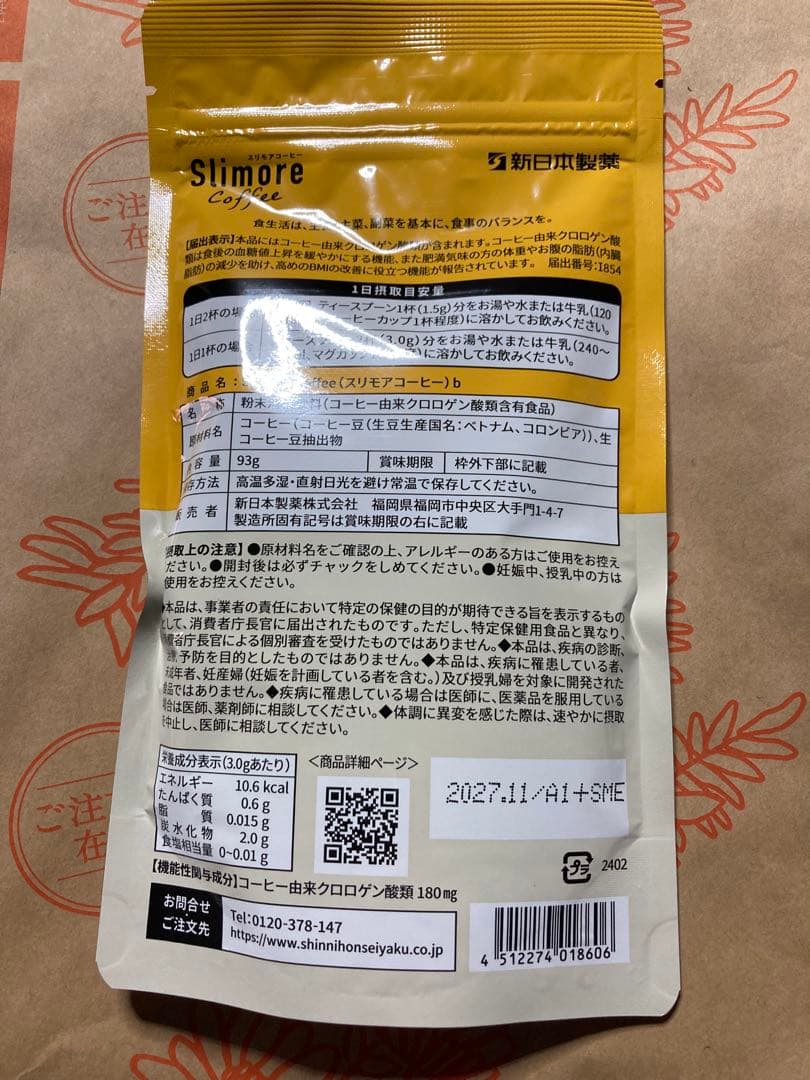 スリモアコーヒー
Slimore
Coffee
新日本製薬
食生活は、主、主菜、副菜を基本に、食事のバランスを。
【届出表示】本品にはコーヒー由来クロロゲン酸類が含まれます。コーヒー由来クロロゲン酸
類は食後の血糖値上昇を緩やかにする機能、また肥満気味の方の体重やお腹の脂肪(内臓
脂肪)の減少を助け、高めのBMIの改善に役立つ機能が報告されています。 届出番号:I854
1日摂取目安量
1日2杯の場 ティースプーン1杯(1.5g)分をお湯や水または牛乳(120
ーヒーカップ1杯程度)に溶かしてお飲みください。
1日1杯の場 (3.0g)分をお湯や水または牛乳(240〜
マグカッ に溶かしてお飲みください。
商品名: ffee(スリモアコーヒー)b
名 称 粉末 料(コーヒー由来クロロゲン酸類含有食品)
原材料名 コーヒー(コーヒー豆(生豆生産国名:ベトナム、コロンビア))、生
コーヒー豆抽出物
容量 93g 賞味期限 枠外下部に記載
存方法 高温多湿・直射日光を避け常温で保存してください。
売者 新日本製薬株式会社 福岡県福岡市中央区大手門1-4-7
製造所固有記号は賞味期限の右に記載
摂取上の注意】●原材料名をご確認の上、アレルギーのある方はご使用をお控え
ください。●開封後は必ずチャックをしめてください。●妊娠中、授乳中の方は
使用をお控えください。
◆本品は、事業者の責任において特定の保健の目的が期待できる旨を表示するもの
として、消費者庁長官に届出されたものです。ただし、特定保健用食品と異なり、
費者庁長官による個別審査を受けたものではありません。◆本品は、疾病の診断、
治療、予防を目的としたものではありません。◆本品は、疾病に罹患している者、
未成年者、妊産婦(妊娠を計画している者を含む。)及び授乳婦を対象に開発された
食品ではありません。◆疾病に罹患している場合は医師に、医薬品を服用している
場合は医師、薬剤師に相談してください。◆体調に異変を感じた際は、速やかに摂取
を中止し、医師に相談してください。
栄養成分表示(3.0gあたり)
エネルギー 10.6 kcal
たんぱく質 0.6 g
脂 質 0.015 g
炭水化物 2.0 g
食塩相当量 0~0.01 g
<商品詳細ページ>
2027.11/A1+SME
プラ
2402
【機能性関与成分】コーヒー由来クロロゲン酸類 180mg
お問合せ
ご注文先
Tel:0120-378-147
https://www.shinnihonseiyaku.co.jp
4 512274 018606
ご注
在
ご注
在